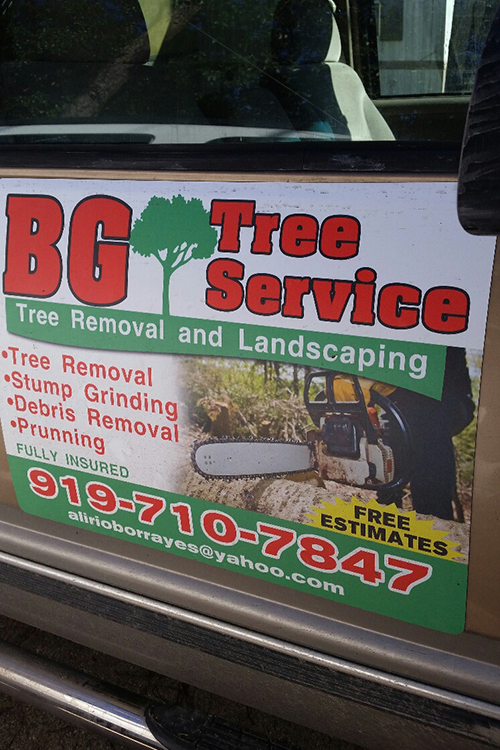 BG Tree
Service
Tree Removal and Landscaping
•Tree Removal
•Stump Grinding
•Debris Removal
•Prunning
FULLY INSURED
919-710-7847
FREE
ESTIMATES
alirioborrayes@yahoo.com